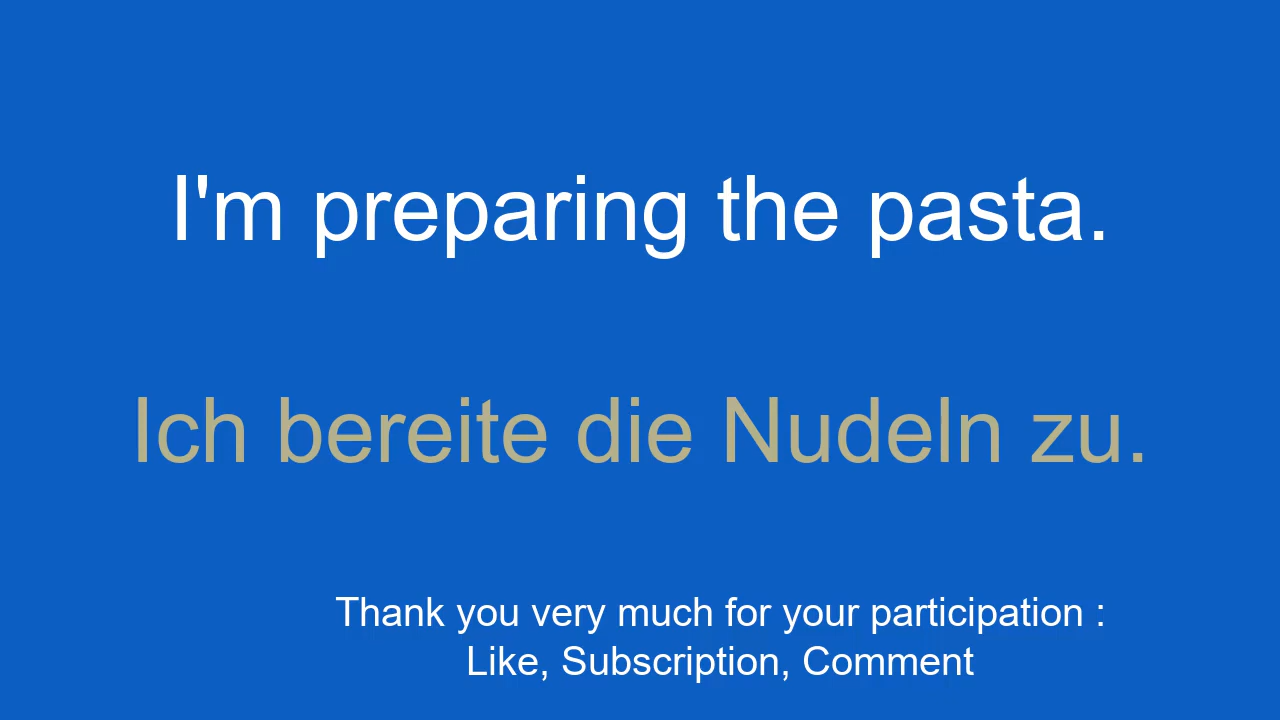 I'm preparing the pasta.
Ich bereite die Nudeln zu.
Thank you very much for your participation :
Like, Subscription, Comment